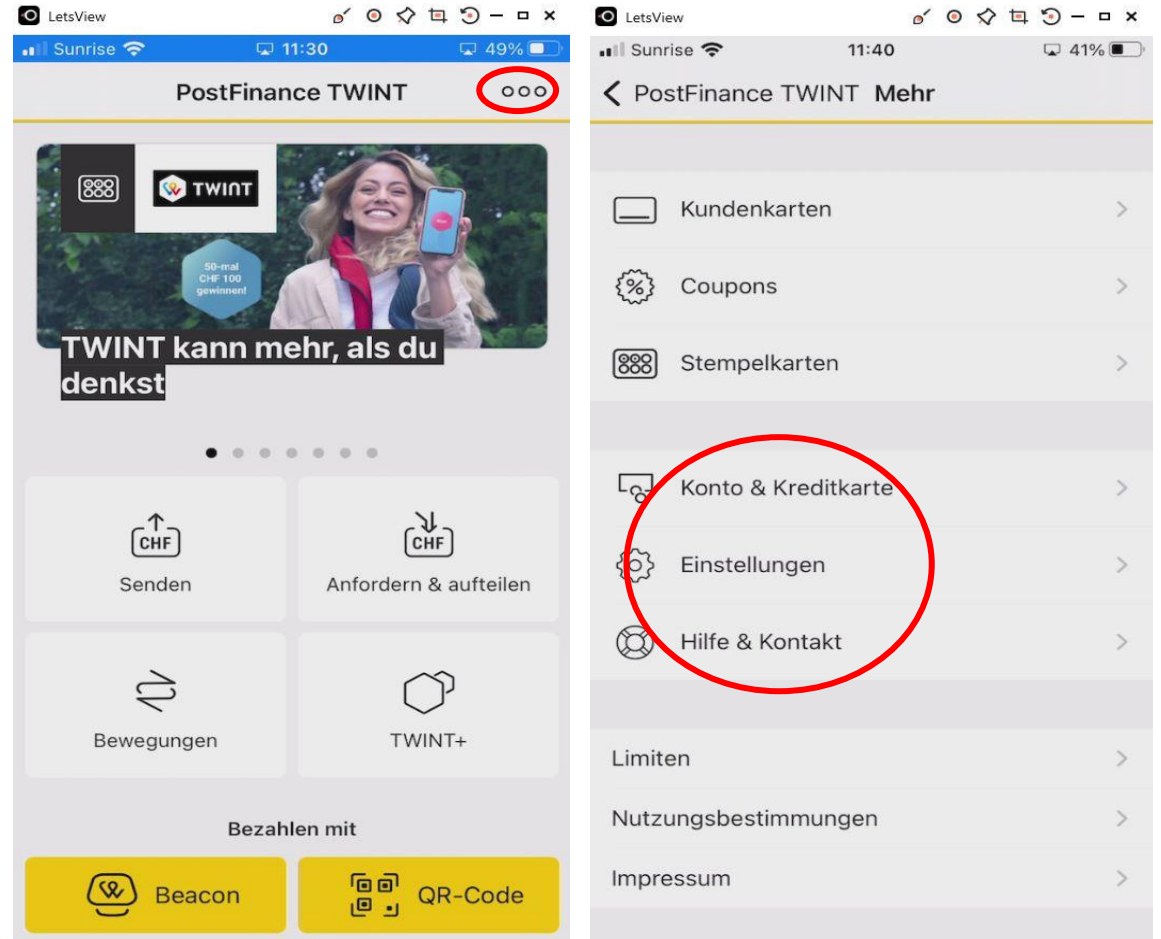 LetsView
Sunrise 11:30 49%
PostFinance TWINT
TWINT
50-mal
CHF 100
gewinnen!
TWINT kann mehr, als du
denkst
CHF
Senden
CHF
Anfordern & aufteilen
Bewegungen
TWINT+
Bezahlen mit
Beacon
QR-Code
LetsView
Sunrise 11:40 41%
PostFinance TWINT Mehr
Kundenkarten
Coupons
Stempelkarten
Konto & Kreditkarte
Einstellungen
Hilfe & Kontakt
Limiten
Nutzungsbestimmungen
Impressum